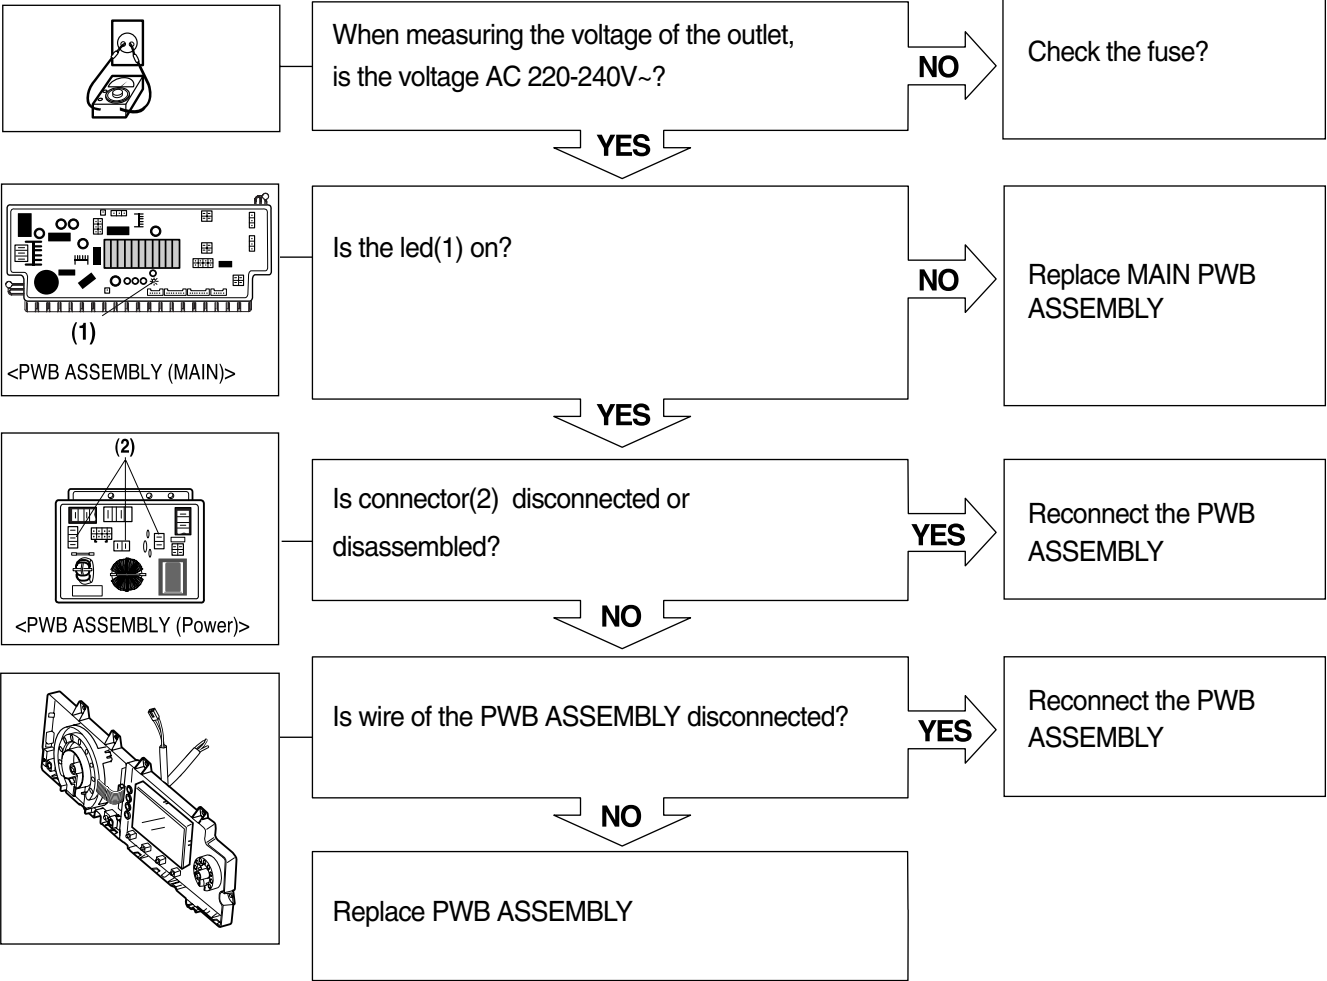 When measuring the voltage of the outlet,
is the voltage AC 220-240V~?
NO
Check the fuse?
YES
(1)
<PWB ASSEMBLY (MAIN)>
Is the led(1) on?
NO
Replace MAIN PWB
ASSEMBLY
YES
(2)
<PWB ASSEMBLY (Power)>
Is connector(2) disconnected or
disassembled?
YES
Reconnect the PWB
ASSEMBLY
NO
Is wire of the PWB ASSEMBLY disconnected?
YES
Reconnect the PWB
ASSEMBLY
NO
Replace PWB ASSEMBLY